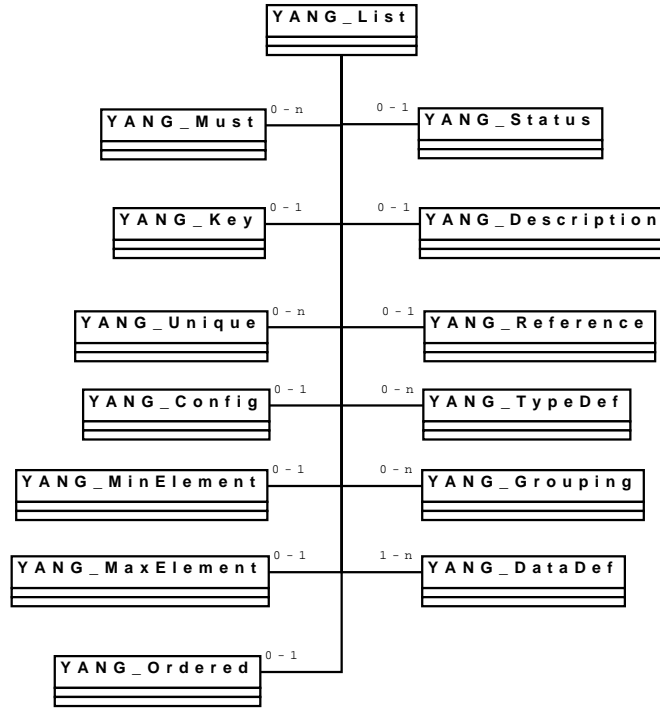 YANG_List
0-n 0-1
YANG_Must YANG_Status
0-1 0-1
YANG_Key YANG_Description
0-n 0-1
YANG_Unique YANG_Reference
0-1 0-n
YANG_Config YANG_TypeDef
0-1 0-n
YANG_MinElement YANG_Grouping
0-1 1-n
YANG_MaxElement YANG_DataDef
0-1
YANG_Ordered